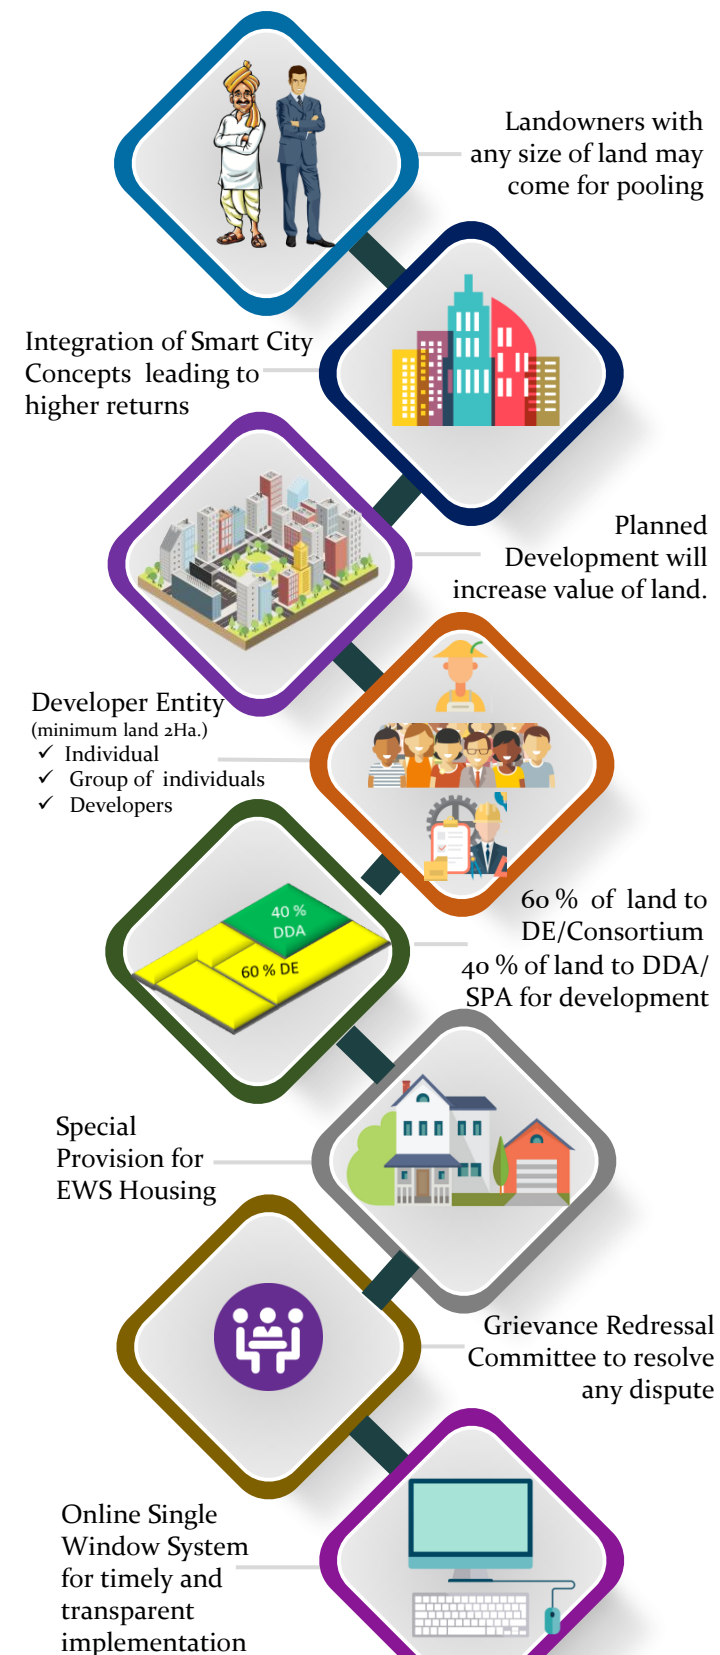 Landowners with
any size of land may
come for pooling
Integration of Smart City
Concepts leading to
higher returns
Planned
Development will
increase value of land.
Developer Entity
(minimum land 2Ha.)
✓ Individual
✓ Group of individuals
✓ Developers
40 %
DDA
60 % DE
60 % of land to
DE/Consortium
40 % of land to DDA/
SPA for development
Special
Provision for
EWS Housing
Grievance Redressal
Committee to resolve
any dispute
Online Single
Window System
for timely and
transparent
implementation